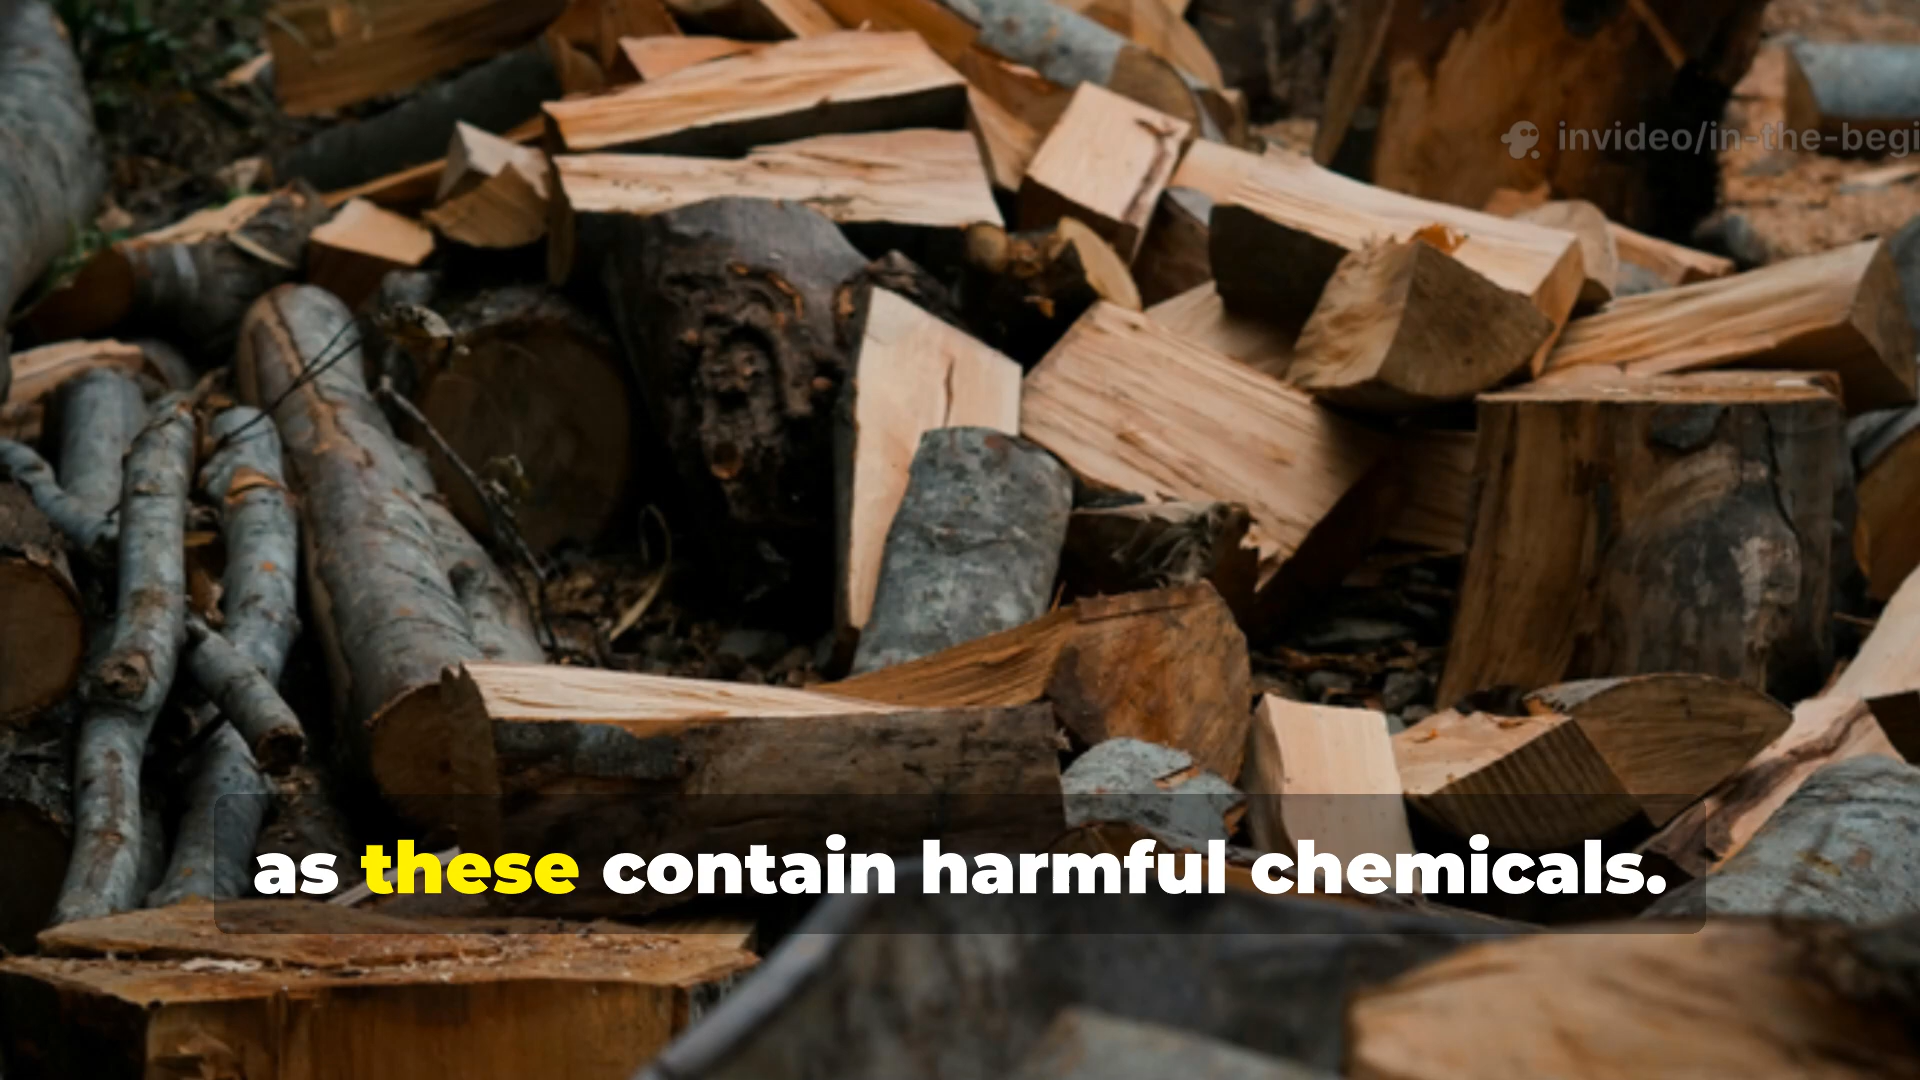 invideo/in-the-begi
as these contain harmful chemicals.